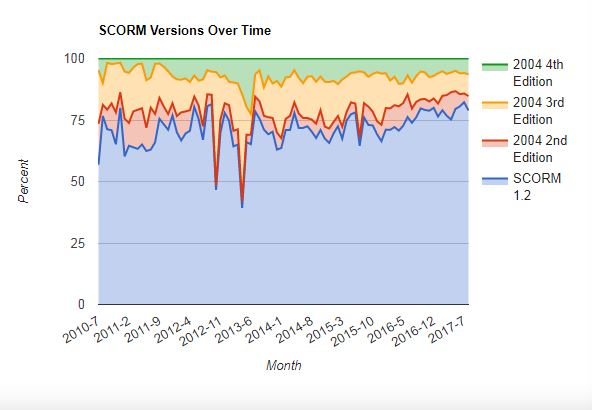 SCORM Versions Over Time
100
75
50
25
0
Percent
2010-7
2011-2
2011-9
2012-4
2012-11
2013-6
2014-1
2014-8
2015-3
2015-10
2016-5
2016-12
2017-7
Month
2004 4th
Edition
2004 3rd
Edition
2004 2nd
Edition
SCORM
1.2